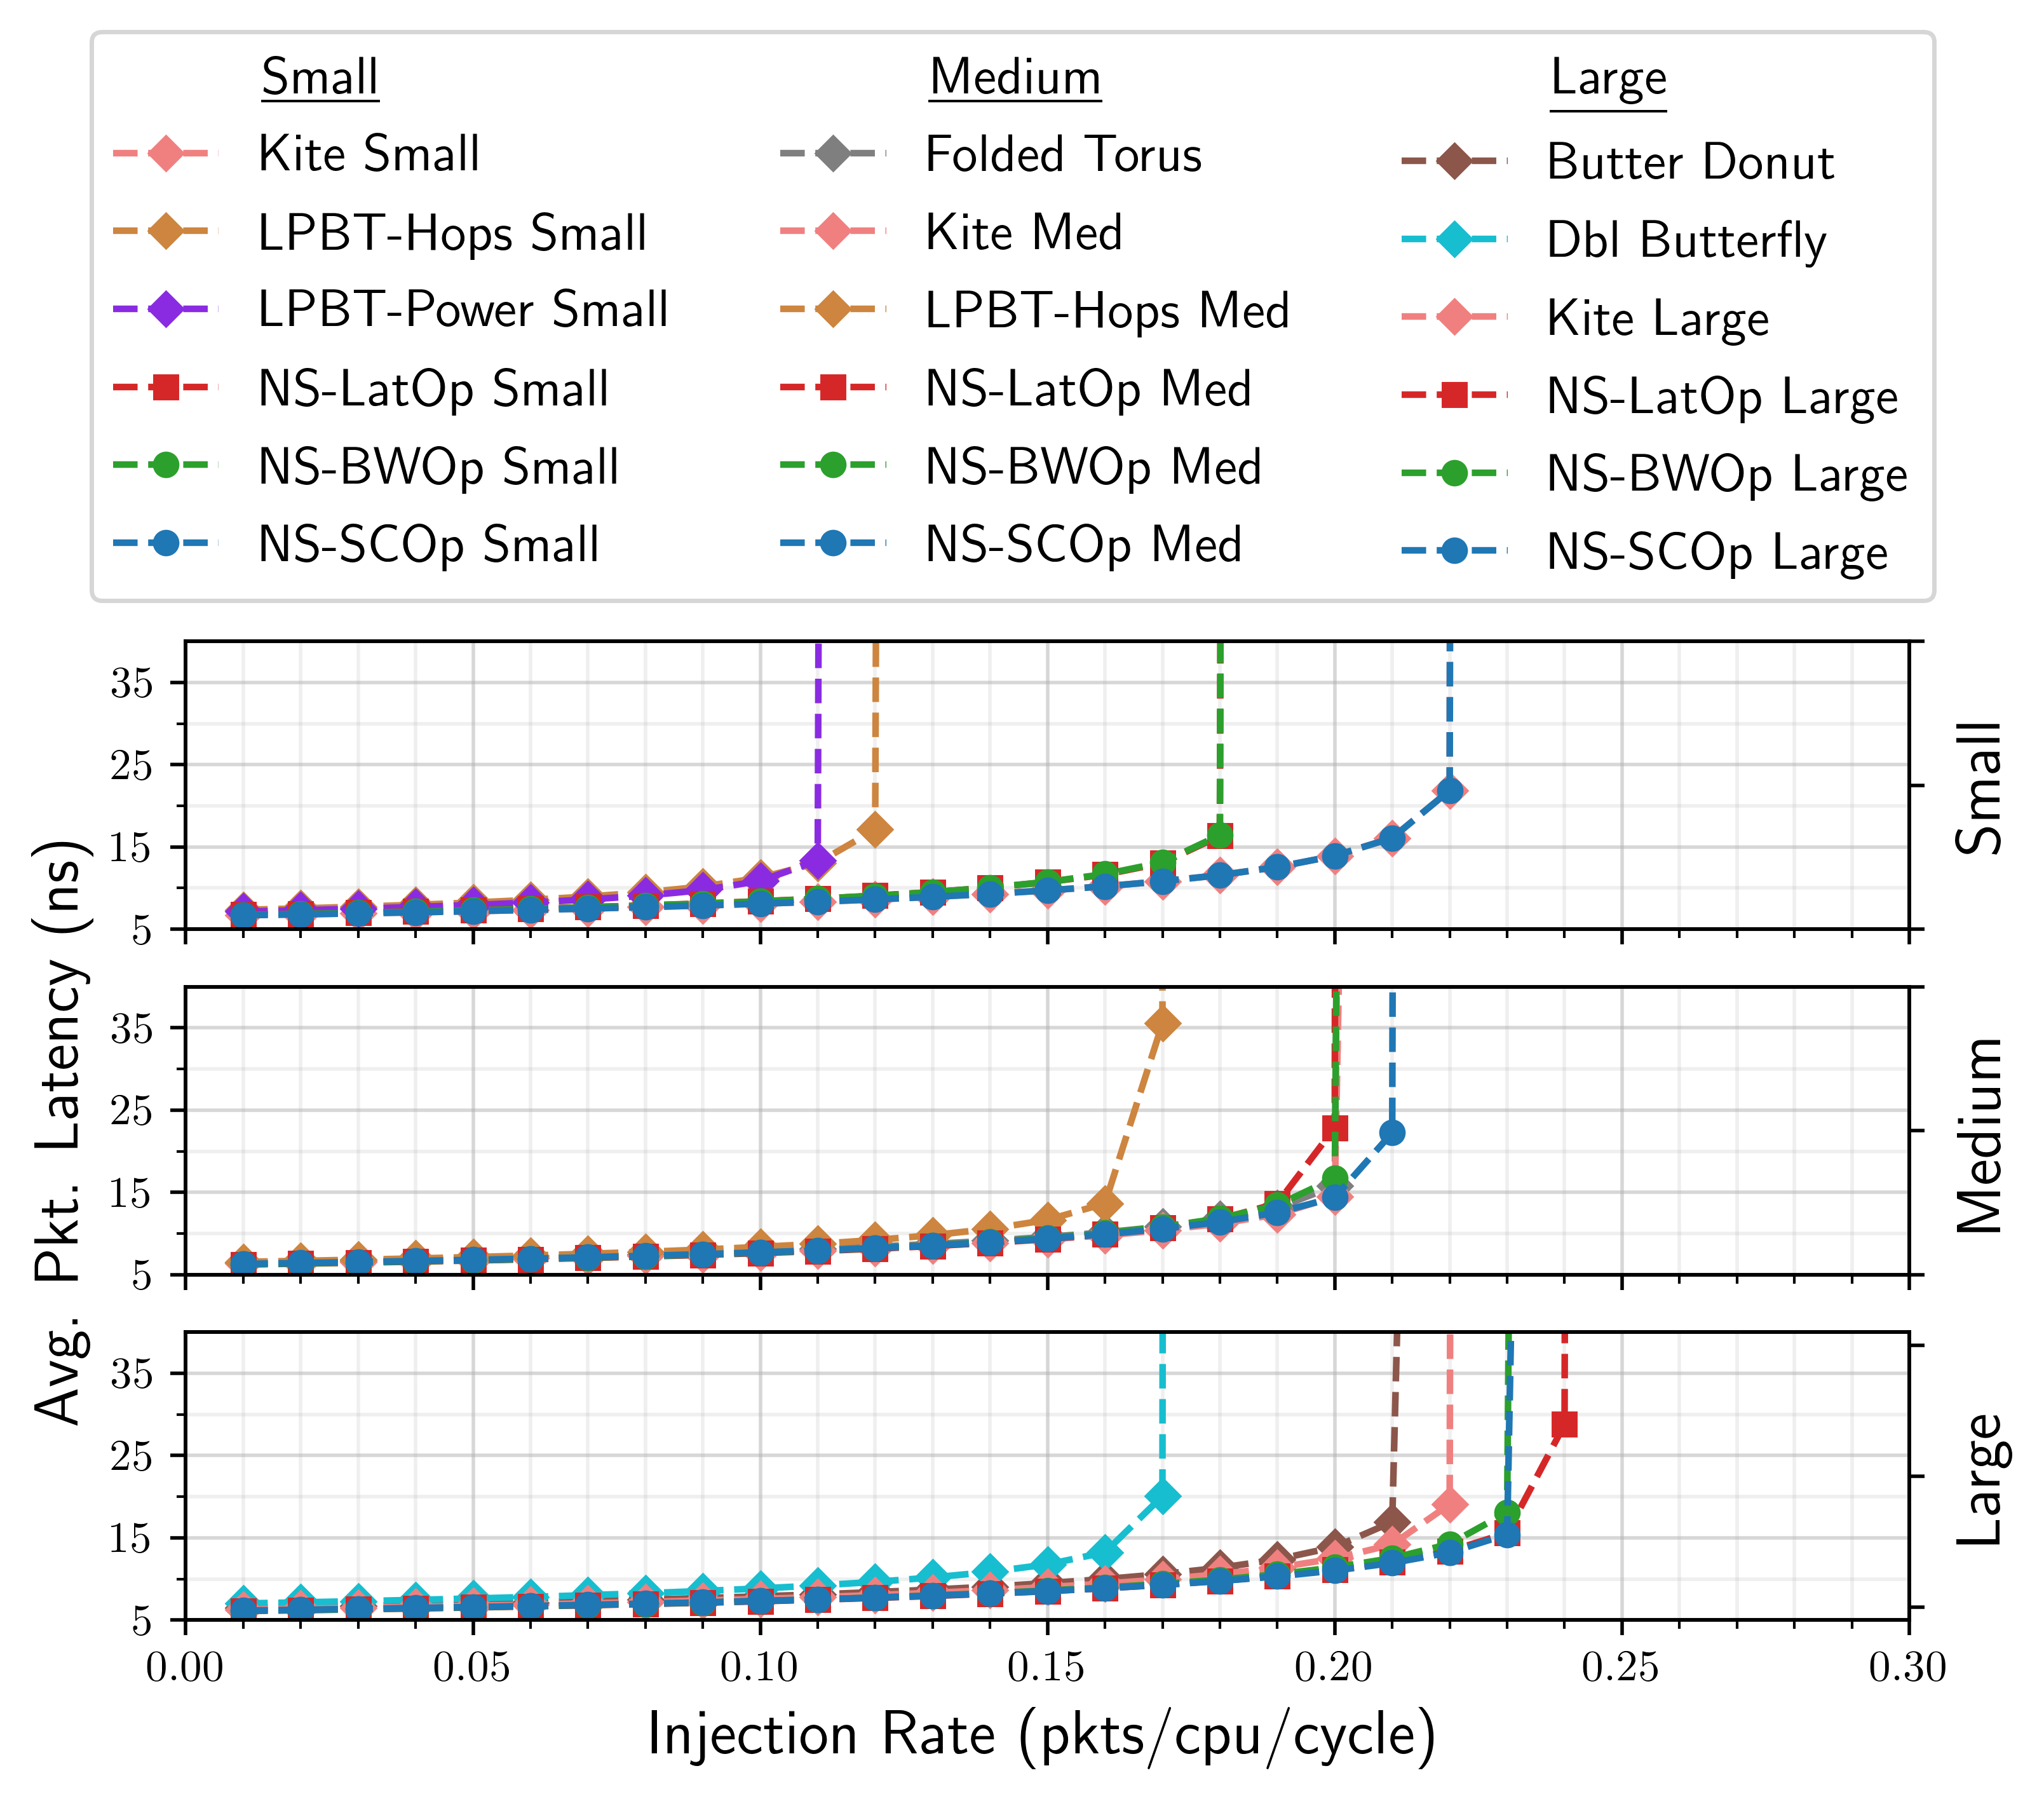 Small
Kite Small
LPBT-Hops Small
LPBT-Power Small
NS-LatOp Small
NS-BWOp Small
NS-SCOp Small
Medium
Folded Torus
Kite Med
LPBT-Hops Med
NS-LatOp Med
NS-BWOp Med
NS-SCOp Med
Large
Butter Donut
Dbl Butterfly
Kite Large
NS-LatOp Large
NS-BWOp Large
NS-SCOp Large
Avg. Pkt. Latency (ns)
35
25
15
5
Small
35
25
15
5
Medium
35
25
15
5
Large
0.00 0.05 0.10 0.15 0.20 0.25 0.30
Injection Rate (pkts/cpu/cycle)